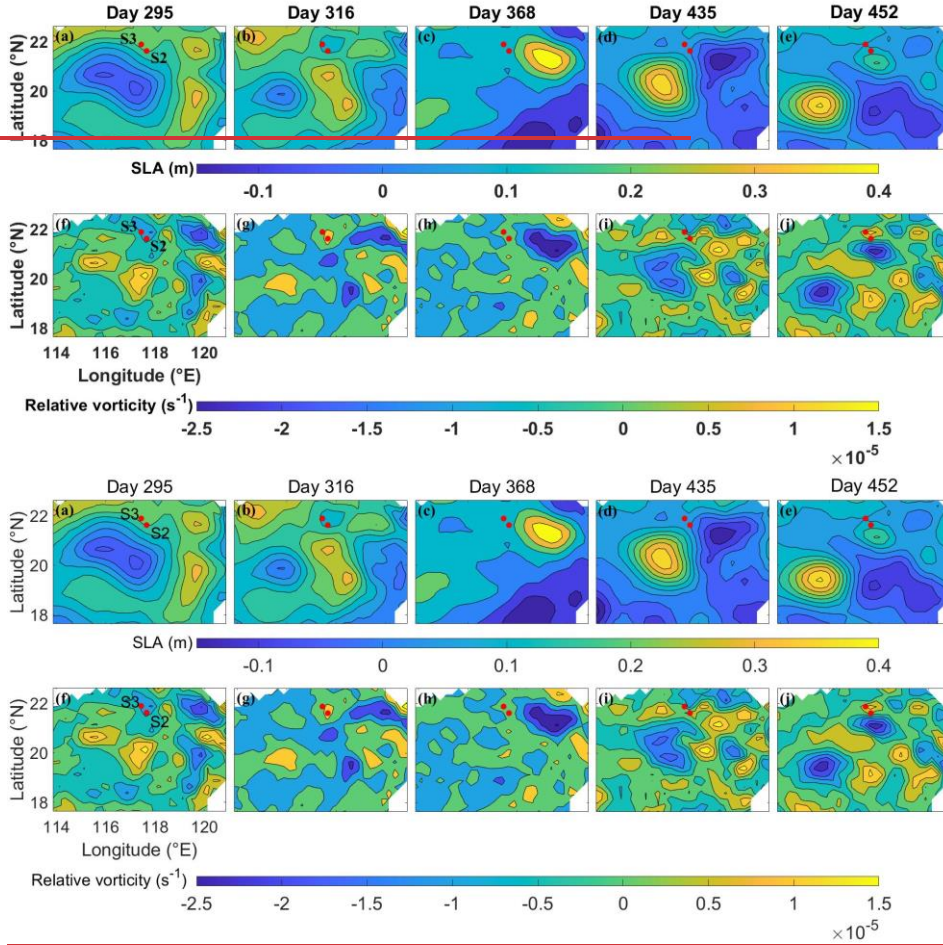 Day 295 Day 316 Day 368 Day 435 Day 452
(a) (b) (c) (d) (e)
S3
S2
Latitude (°N)
22
20
18
SLA (m)
-0.1 0 0.1 0.2 0.3 0.4
(f) (g) (h) (i) (j)
S3
S2
Latitude (°N)
22
20
18
114 116 118 120
Longitude (°E)
Relative vorticity (s-1)
-2.5 -2 -1.5 -1 -0.5 0 0.5 1 1.5
×10-5
Day 295 Day 316 Day 368 Day 435 Day 452
(a) (b) (c) (d) (e)
S3
S2
Latitude (°N)
22
20
18
SLA (m)
-0.1 0 0.1 0.2 0.3 0.4
(f) (g) (h) (i) (j)
S3
S2
Latitude (°N)
22
20
18
114 116 118 120
Longitude (°E)
Relative vorticity (s-1)
-2.5 -2 -1.5 -1 -0.5 0 0.5 1 1.5
×10-5